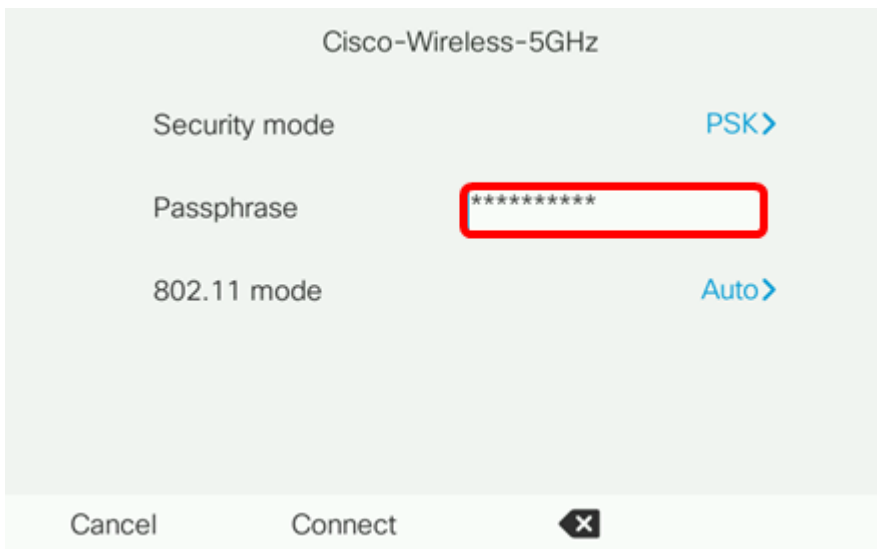 Cisco-Wireless-5GHz
Security mode PSK>
Passphrase **********
802.11 mode Auto>
Cancel Connect